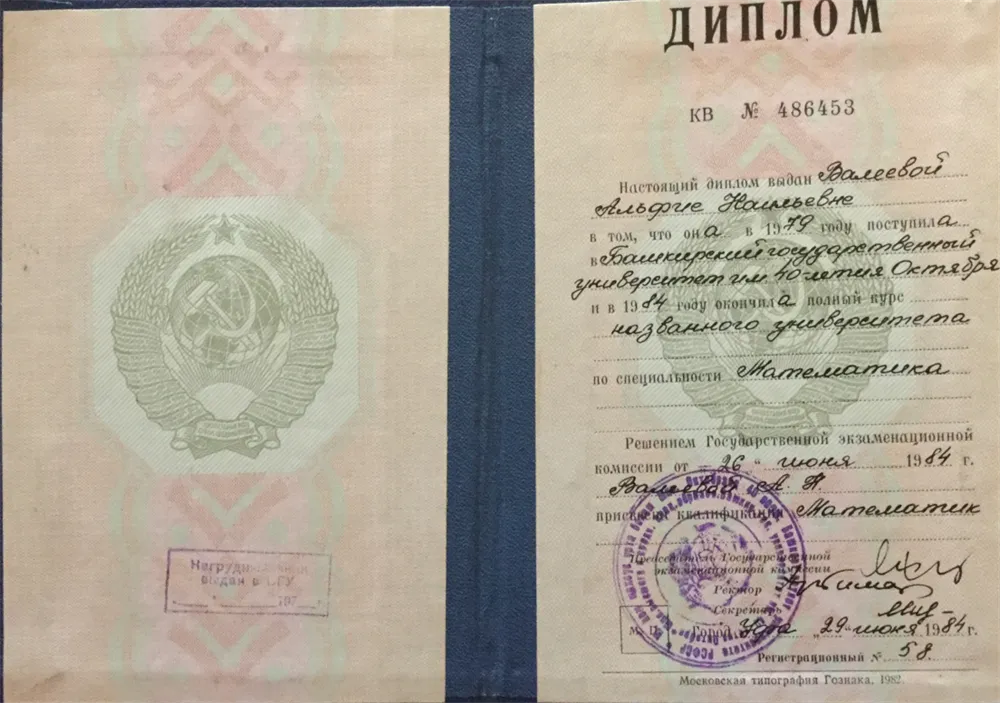 Нагрудный
выдан в БГУ
197
ДИПЛОМ
КВ № 486453
Настоящий диплом выдан Валеевой
Альфие Наильевне
в том, что она в 1979 году поступила
в Башкирский государственный
университет им. 40-летия Октября
и в 1984 году окончила полный курс
названного университета
по специальности Математика
Решением Государственной экзаменационной
комиссии от „26“ июня 1984 г.
Валеевой А. Н.
присвоена квалификация Математик
Председатель Государственной
экзаменационной комиссии
Ректор
Секретарь
М. П. Город Уфа „29“ июня 1984 г.
Регистрационный № 58.
Московская типография Гознака. 1982.